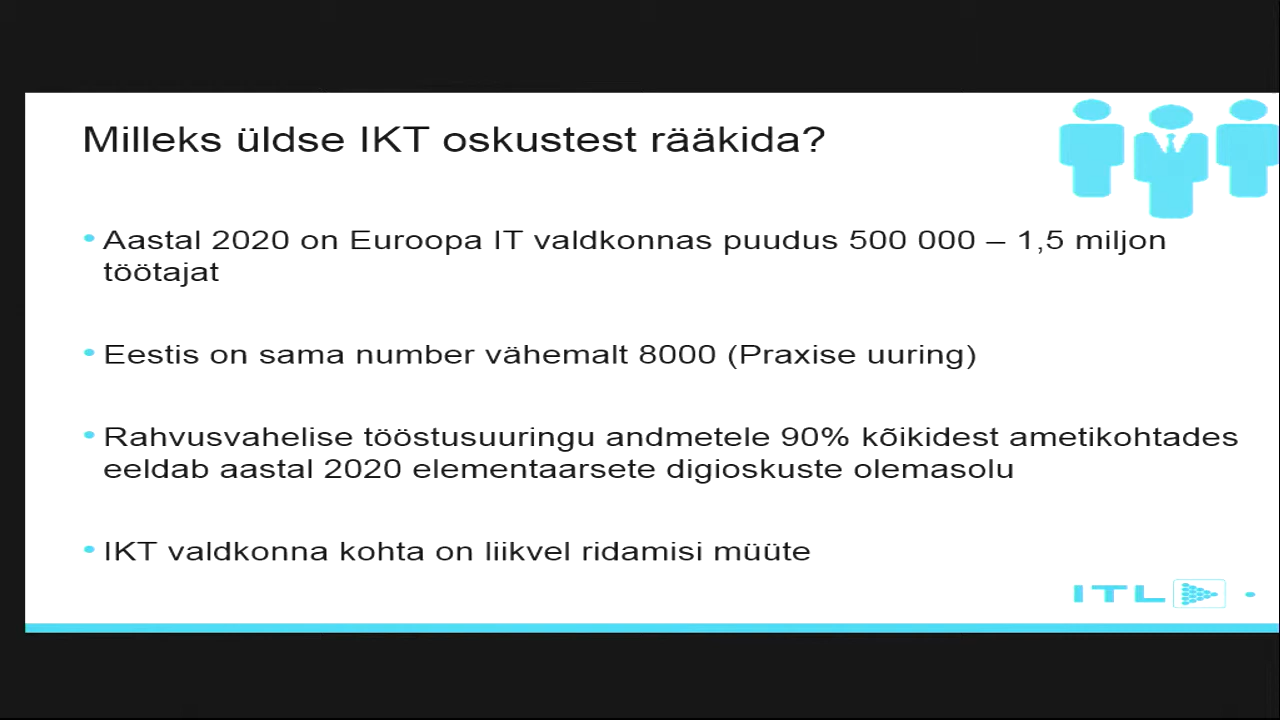 Milleks üldse IKT oskustest rääkida?
Aastal 2020 on Euroopa IT valdkonnas puudus 500 000 – 1,5 miljon
töötajat
Eestis on sama number vähemalt 8000 (Praxise uuring)
Rahvusvahelise tööstusuuringu andmetele 90% kõikidest ametikohtades
eeldab aastal 2020 elementaarsete digioskuste olemasolu
IKT valdkonna kohta on liikvel ridamisi müüte
ITL